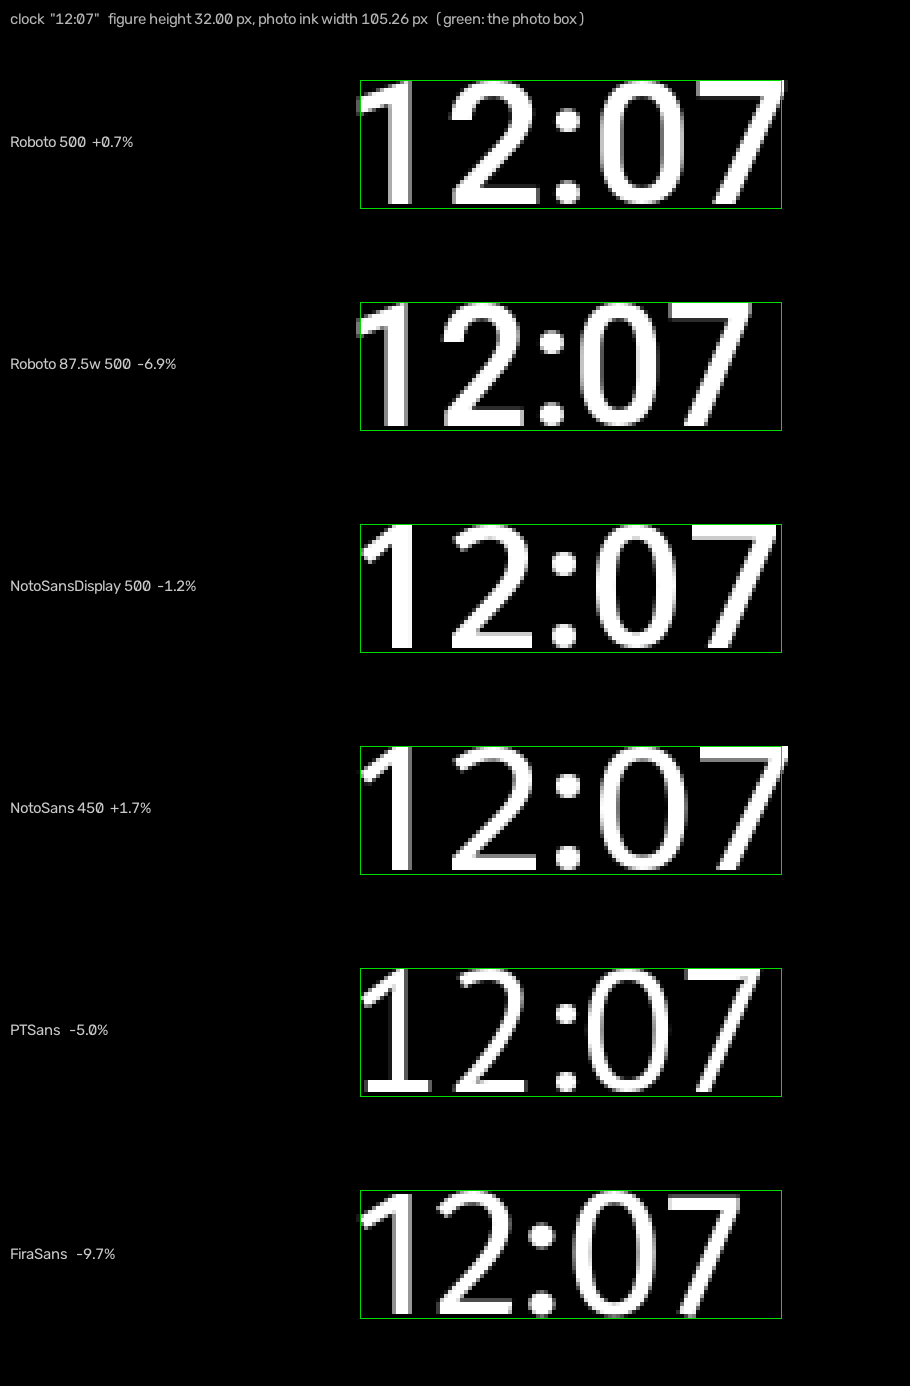 clock "12:07" figure height 32.00 px, photo ink width 105.26 px (green: the photo box)
12:07
Roboto 500 +0.7%
12:07
Roboto 87.5w 500 -6.9%
12:07
NotoSansDisplay 500 -1.2%
12:07
NotoSans 450 +1.7%
12:07
PTSans -5.0%
12:07
FiraSans -9.7%